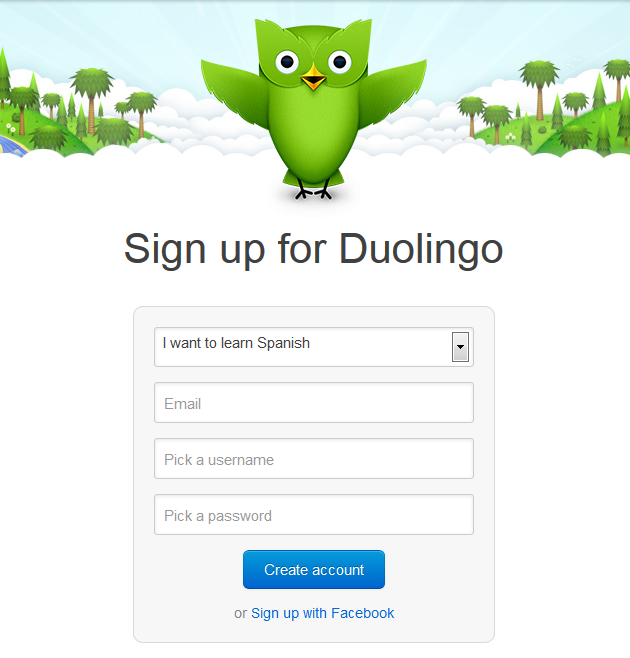 Sign up for Duolingo
I want to learn Spanish
Email
Pick a username
Pick a password
Create account
or Sign up with Facebook